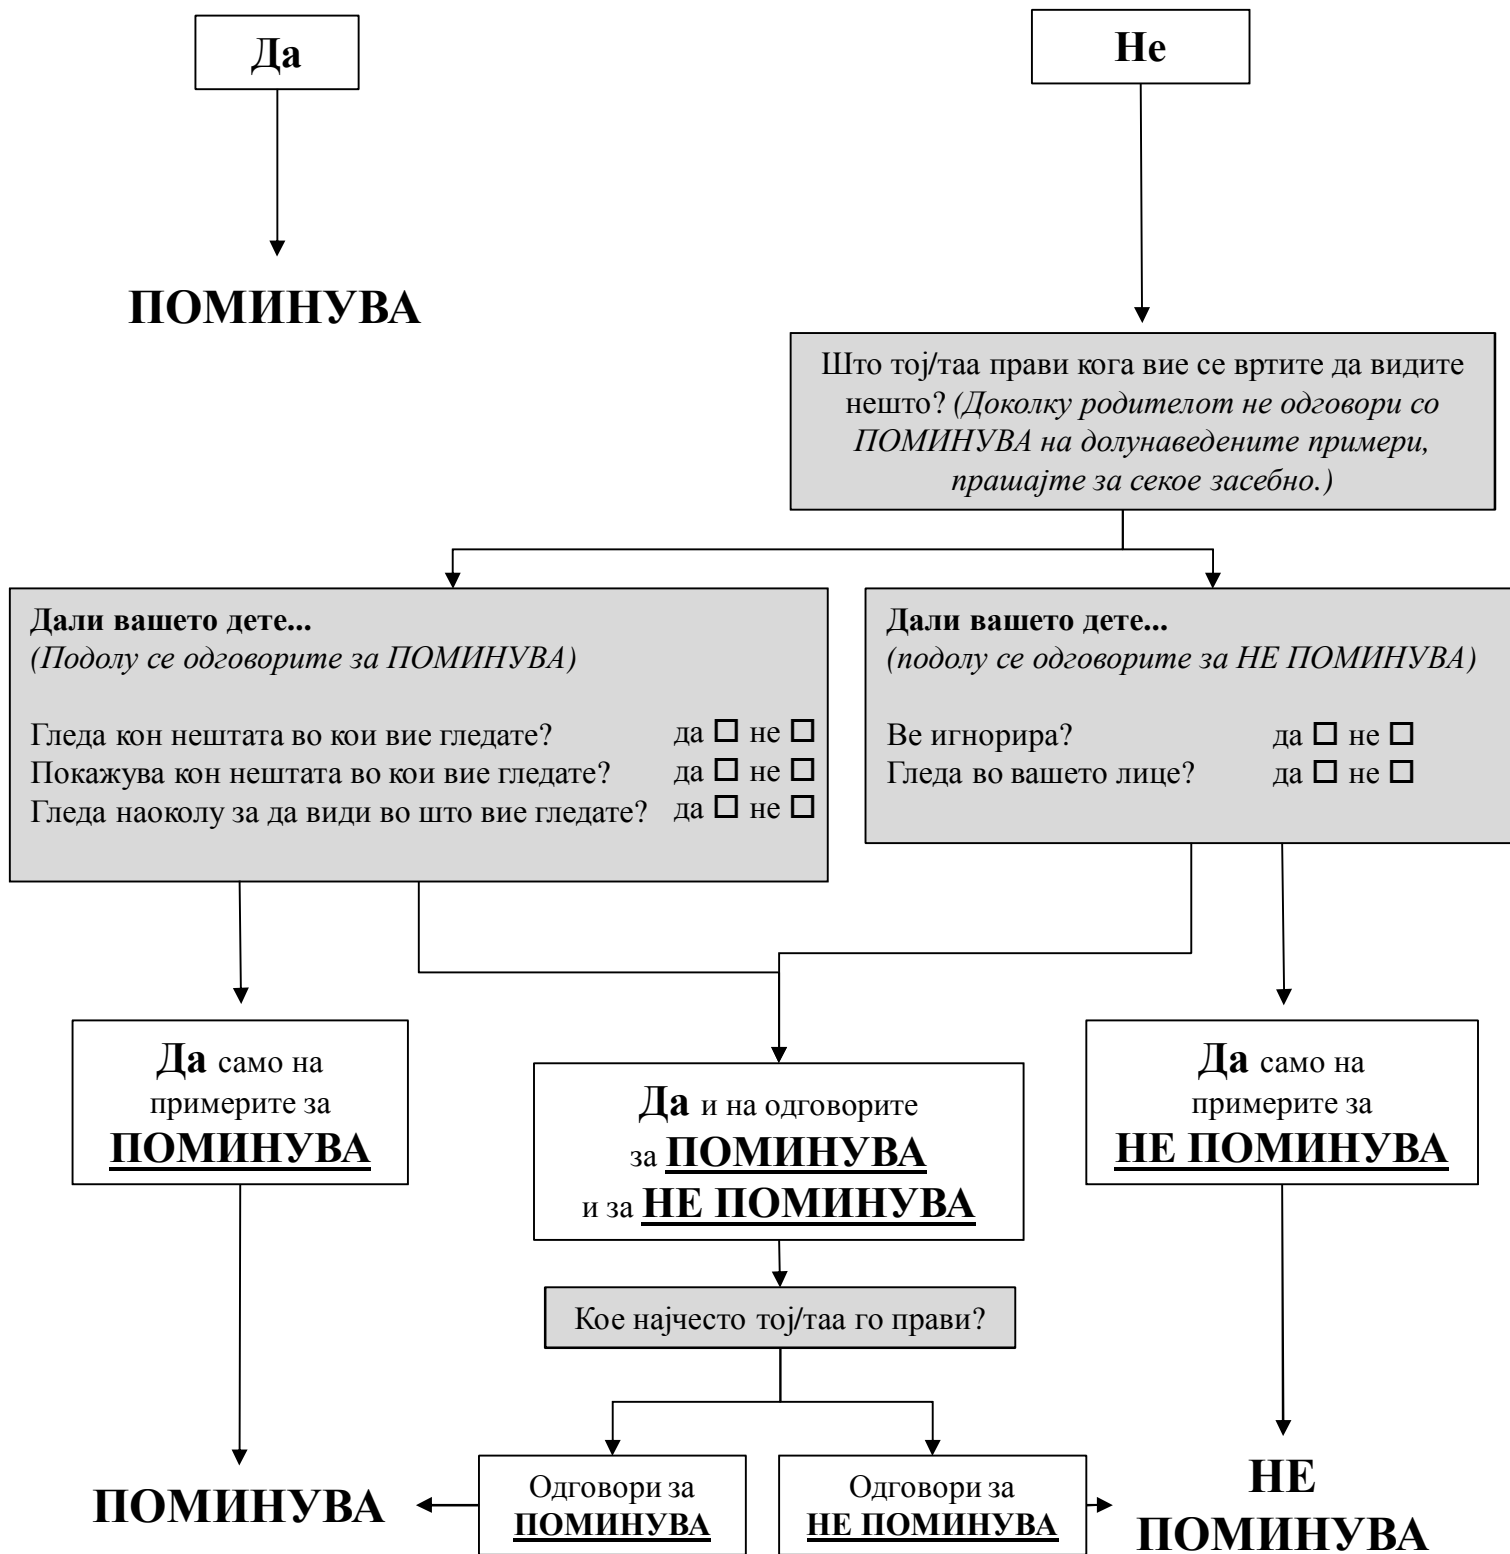 Да
Не
ПОМИНУВА
Што тој/таа прави кога вие се вртите да видите
нешто? (Доколку родителот не одговори со
ПОМИНУВА на долунаведените примери,
прашајте за секое засебно.)
Дали вашето дете...
(Подолу се одговорите за ПОМИНУВА)
Гледа кон нештата во кои вие гледате? да □ не □
Покажува кон нештата во кои вие гледате? да □ не □
Гледа наоколу за да види во што вие гледате? да □ не □
Дали вашето дете...
(подолу се одговорите за НЕ ПОМИНУВА)
Ве игнорира? да □ не □
Гледа во вашето лице? да □ не □
Да само на
примерите за
ПОМИНУВА
Да и на одговорите
за ПОМИНУВА
и за НЕ ПОМИНУВА
Да само на
примерите за
НЕ ПОМИНУВА
Кое најчесто тој/таа го прави?
ПОМИНУВА
Одговори за
ПОМИНУВА
Одговори за
НЕ ПОМИНУВА
НЕ
ПОМИНУВА